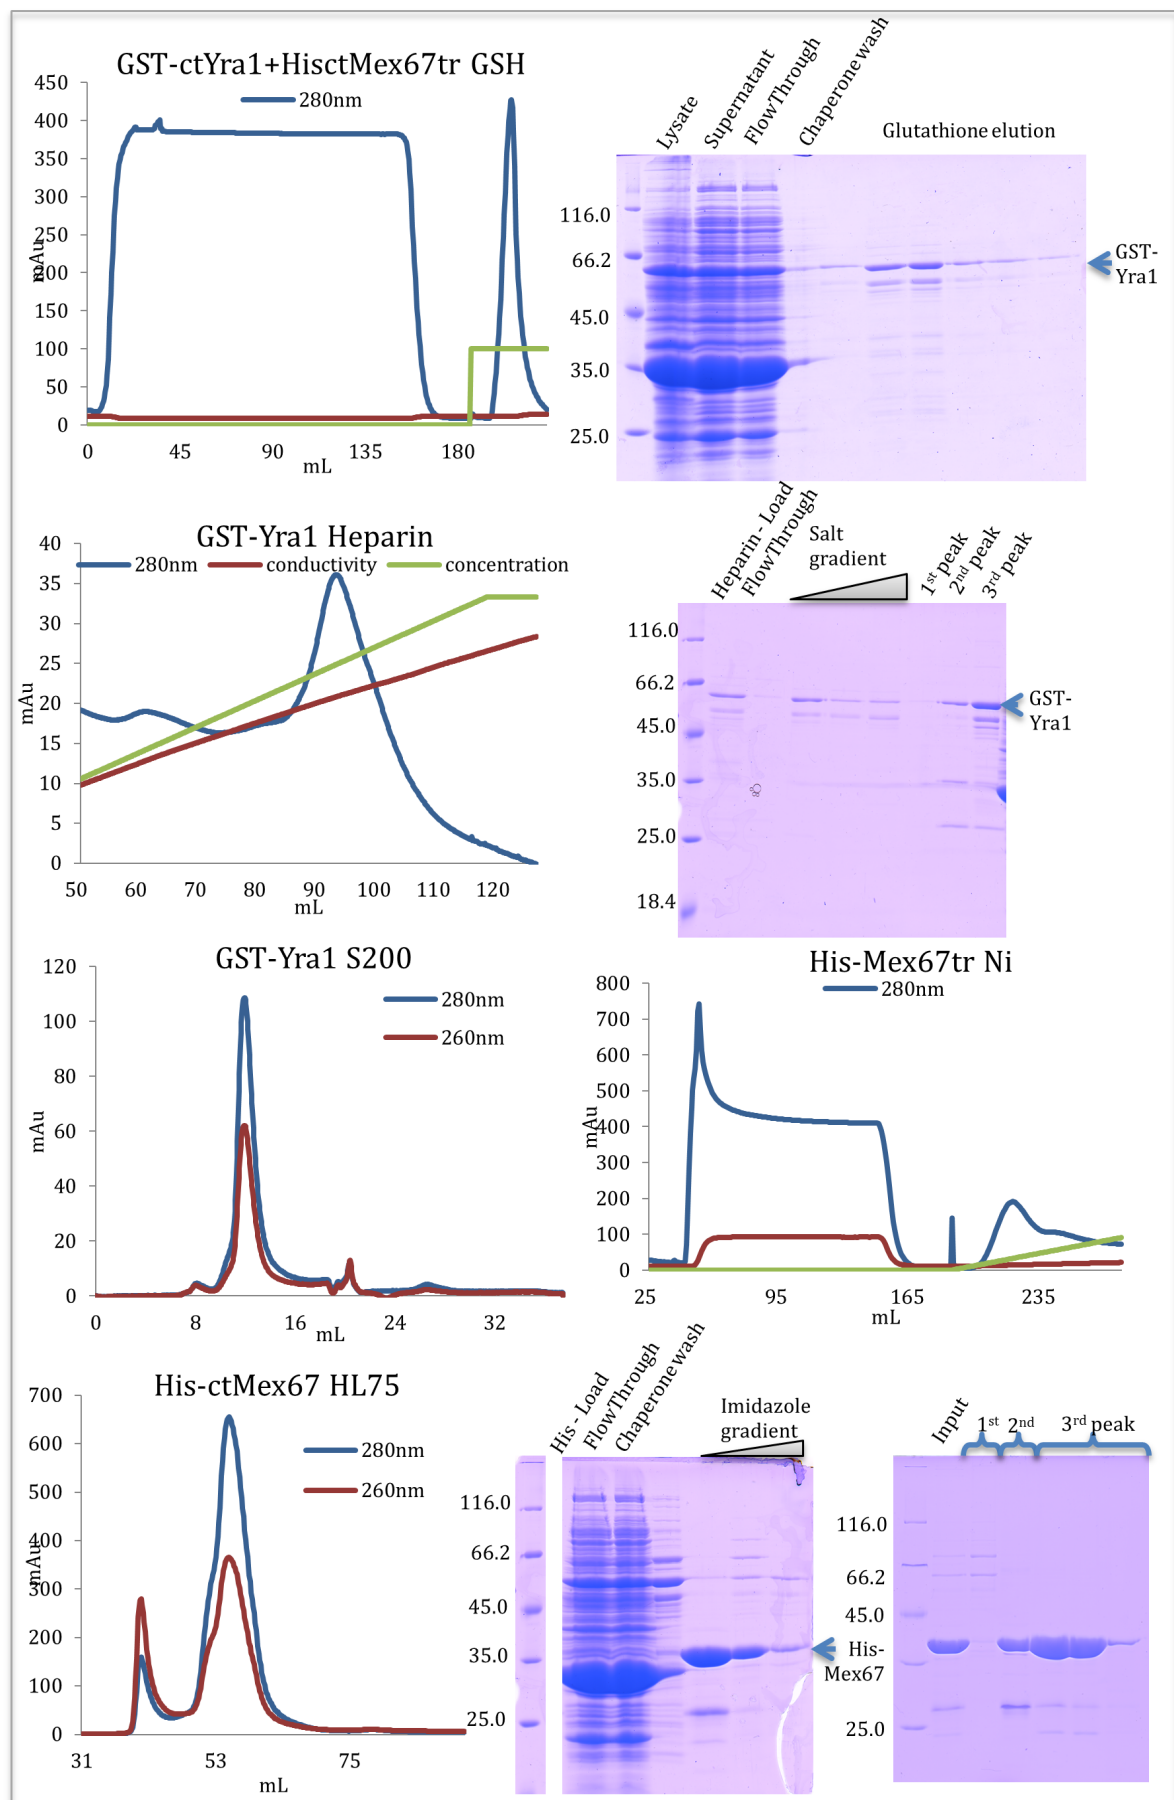 GST-ctYra1+HisctMex67tr GSH
280nm
450
400
350
300
250
200
150
100
50
0
mAu
0 45 90 135 180
mL
Lysate
Supernatant
FlowThrough
Chaperone wash
Glutathione elution
116.0
66.2
45.0
35.0
25.0
GST-
Yra1
GST-Yra1 Heparin
280nm conductivity concentration
40
35
30
25
20
15
10
5
0
mAu
50 60 70 80 90 100 110 120
mL
Heparin - Load
FlowThrough
Salt
gradient
1st peak
2nd peak
3rd peak
116.0
66.2
45.0
35.0
25.0
18.4
GST-
Yra1
GST-Yra1 S200
280nm
260nm
120
100
80
60
40
20
0
mAu
0 8 16 24 32
mL
His-Mex67tr Ni
280nm
800
700
600
500
400
300
200
100
0
mAu
25 95 165 235
mL
His-ctMex67 HL75
280nm
260nm
700
600
500
400
300
200
100
0
mAu
31 53 75
mL
His - Load
FlowThrough
Chaperone wash
Imidazole
gradient
116.0
66.2
45.0
35.0
25.0
His-
Mex67
Input
1st 2nd 3rd peak
116.0
66.2
45.0
25.0